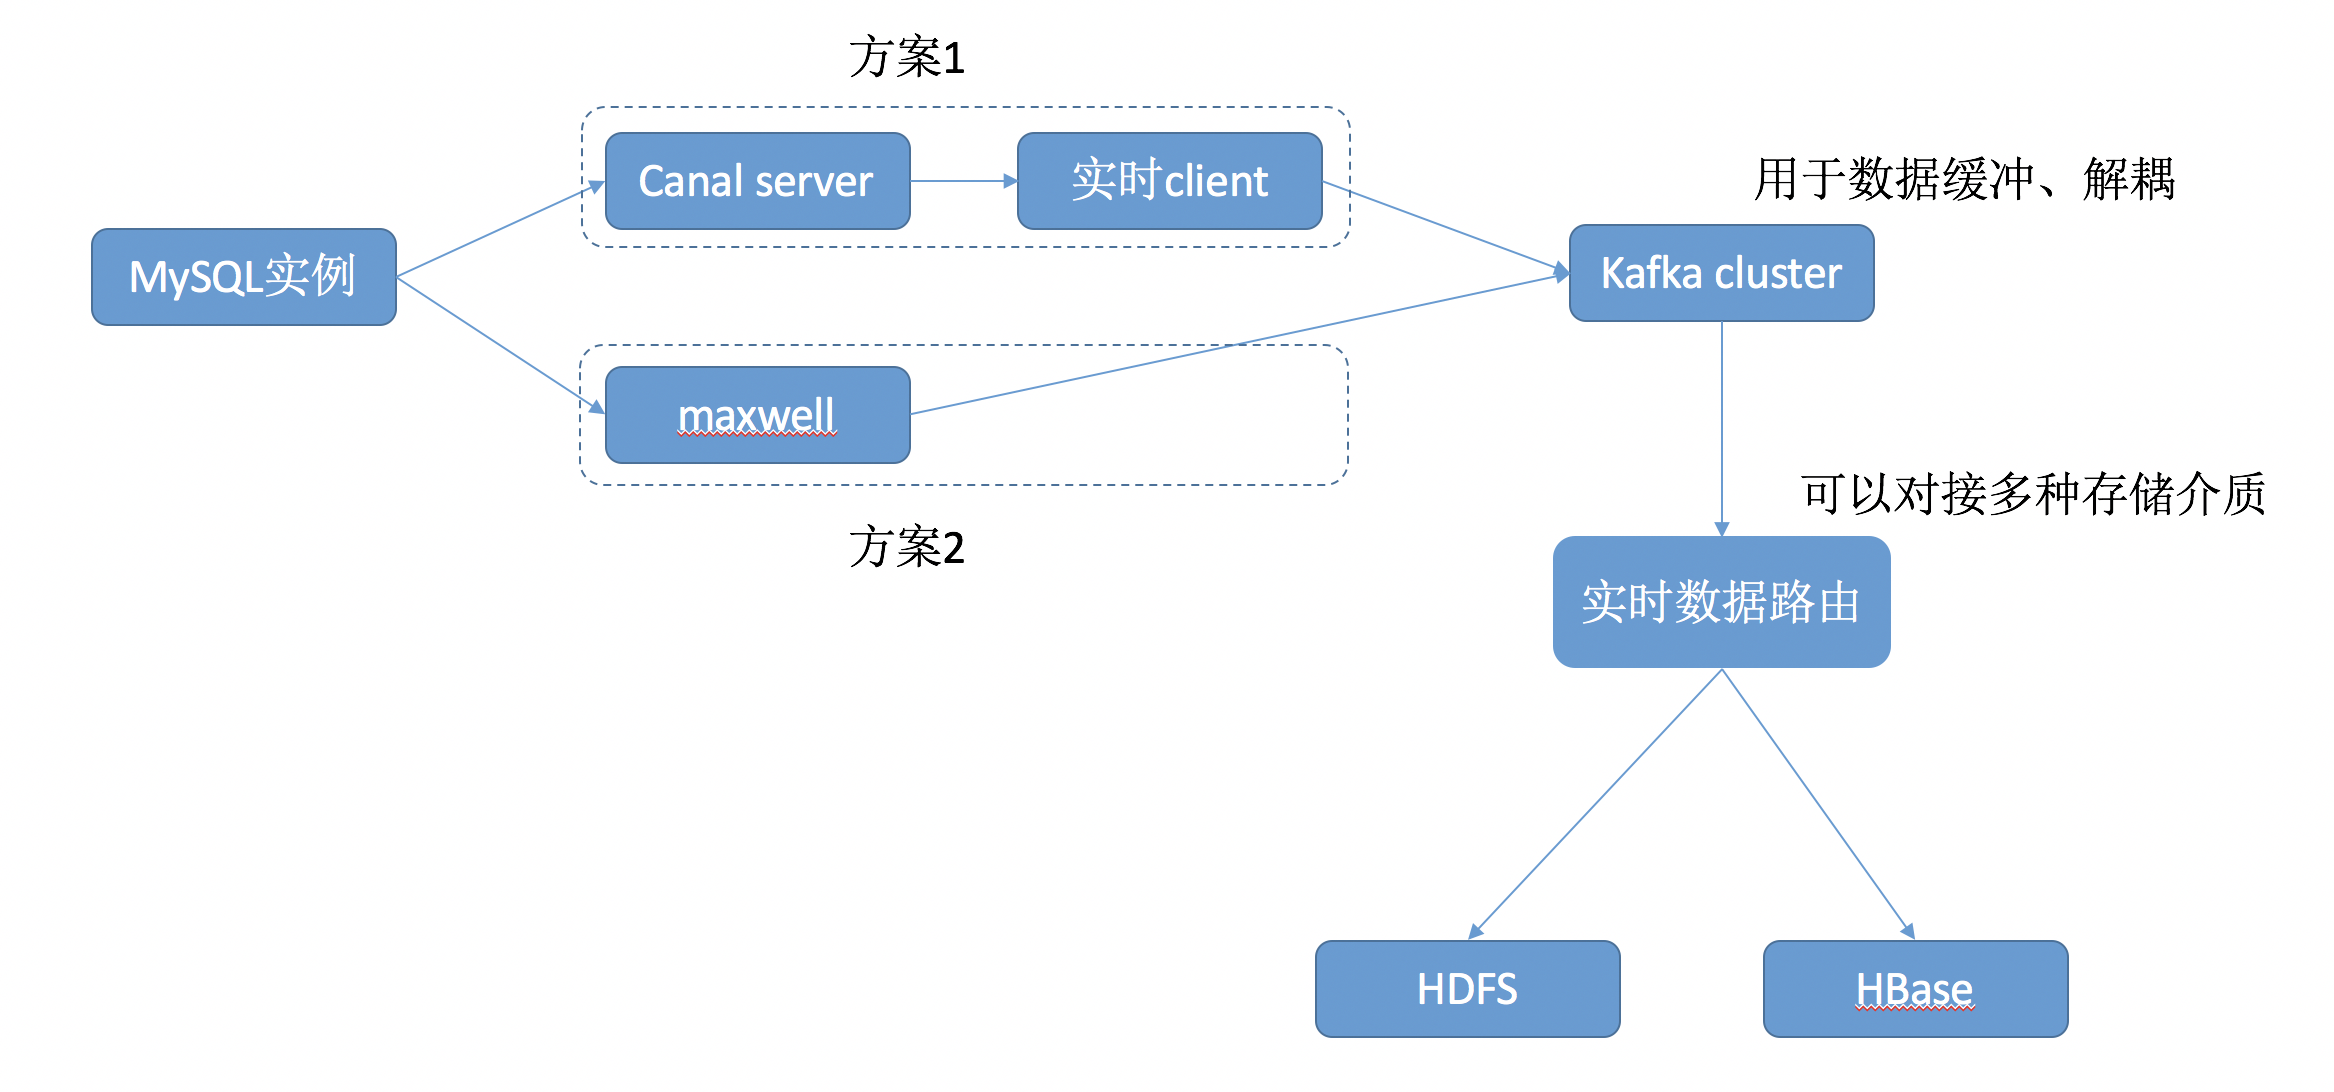 方案1
Canal server
实时client
用于数据缓冲、解耦
MySQL实例
Kafka cluster
maxwell
方案2
可以对接多种存储介质
实时数据路由
HDFS
HBase